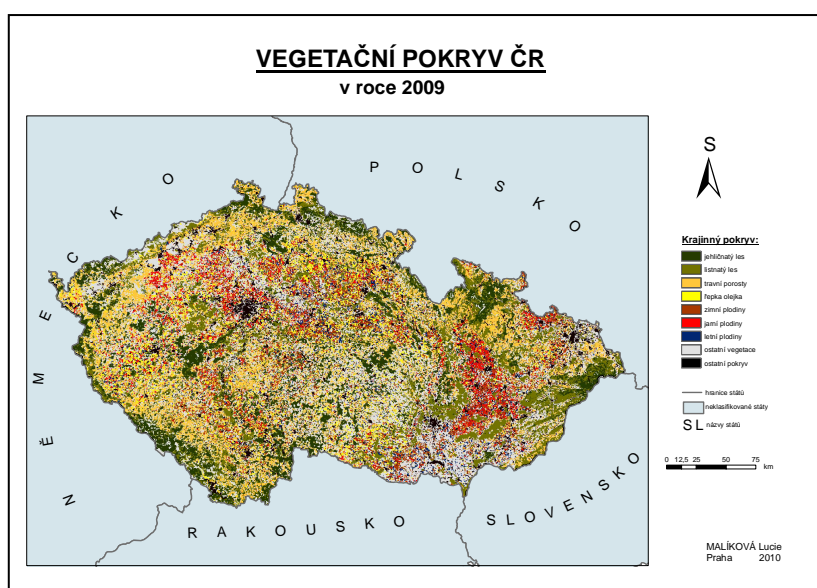 VEGETAČNÍ POKRYV ČR
v roce 2009
NĚMECKO
POLSKO
RAKOUSKO
SLOVENSKO
S
Krajinný pokryv:
jehličnatý les
listnatý les
travní porosty
řepka olejka
zimní plodiny
jarní plodiny
letní plodiny
ostatní vegetace
ostatní pokryv
hranice států
neklasifikované státy
S L názvy států
0 12,5 25 50 75
km
MALÍKOVÁ Lucie
Praha 2010